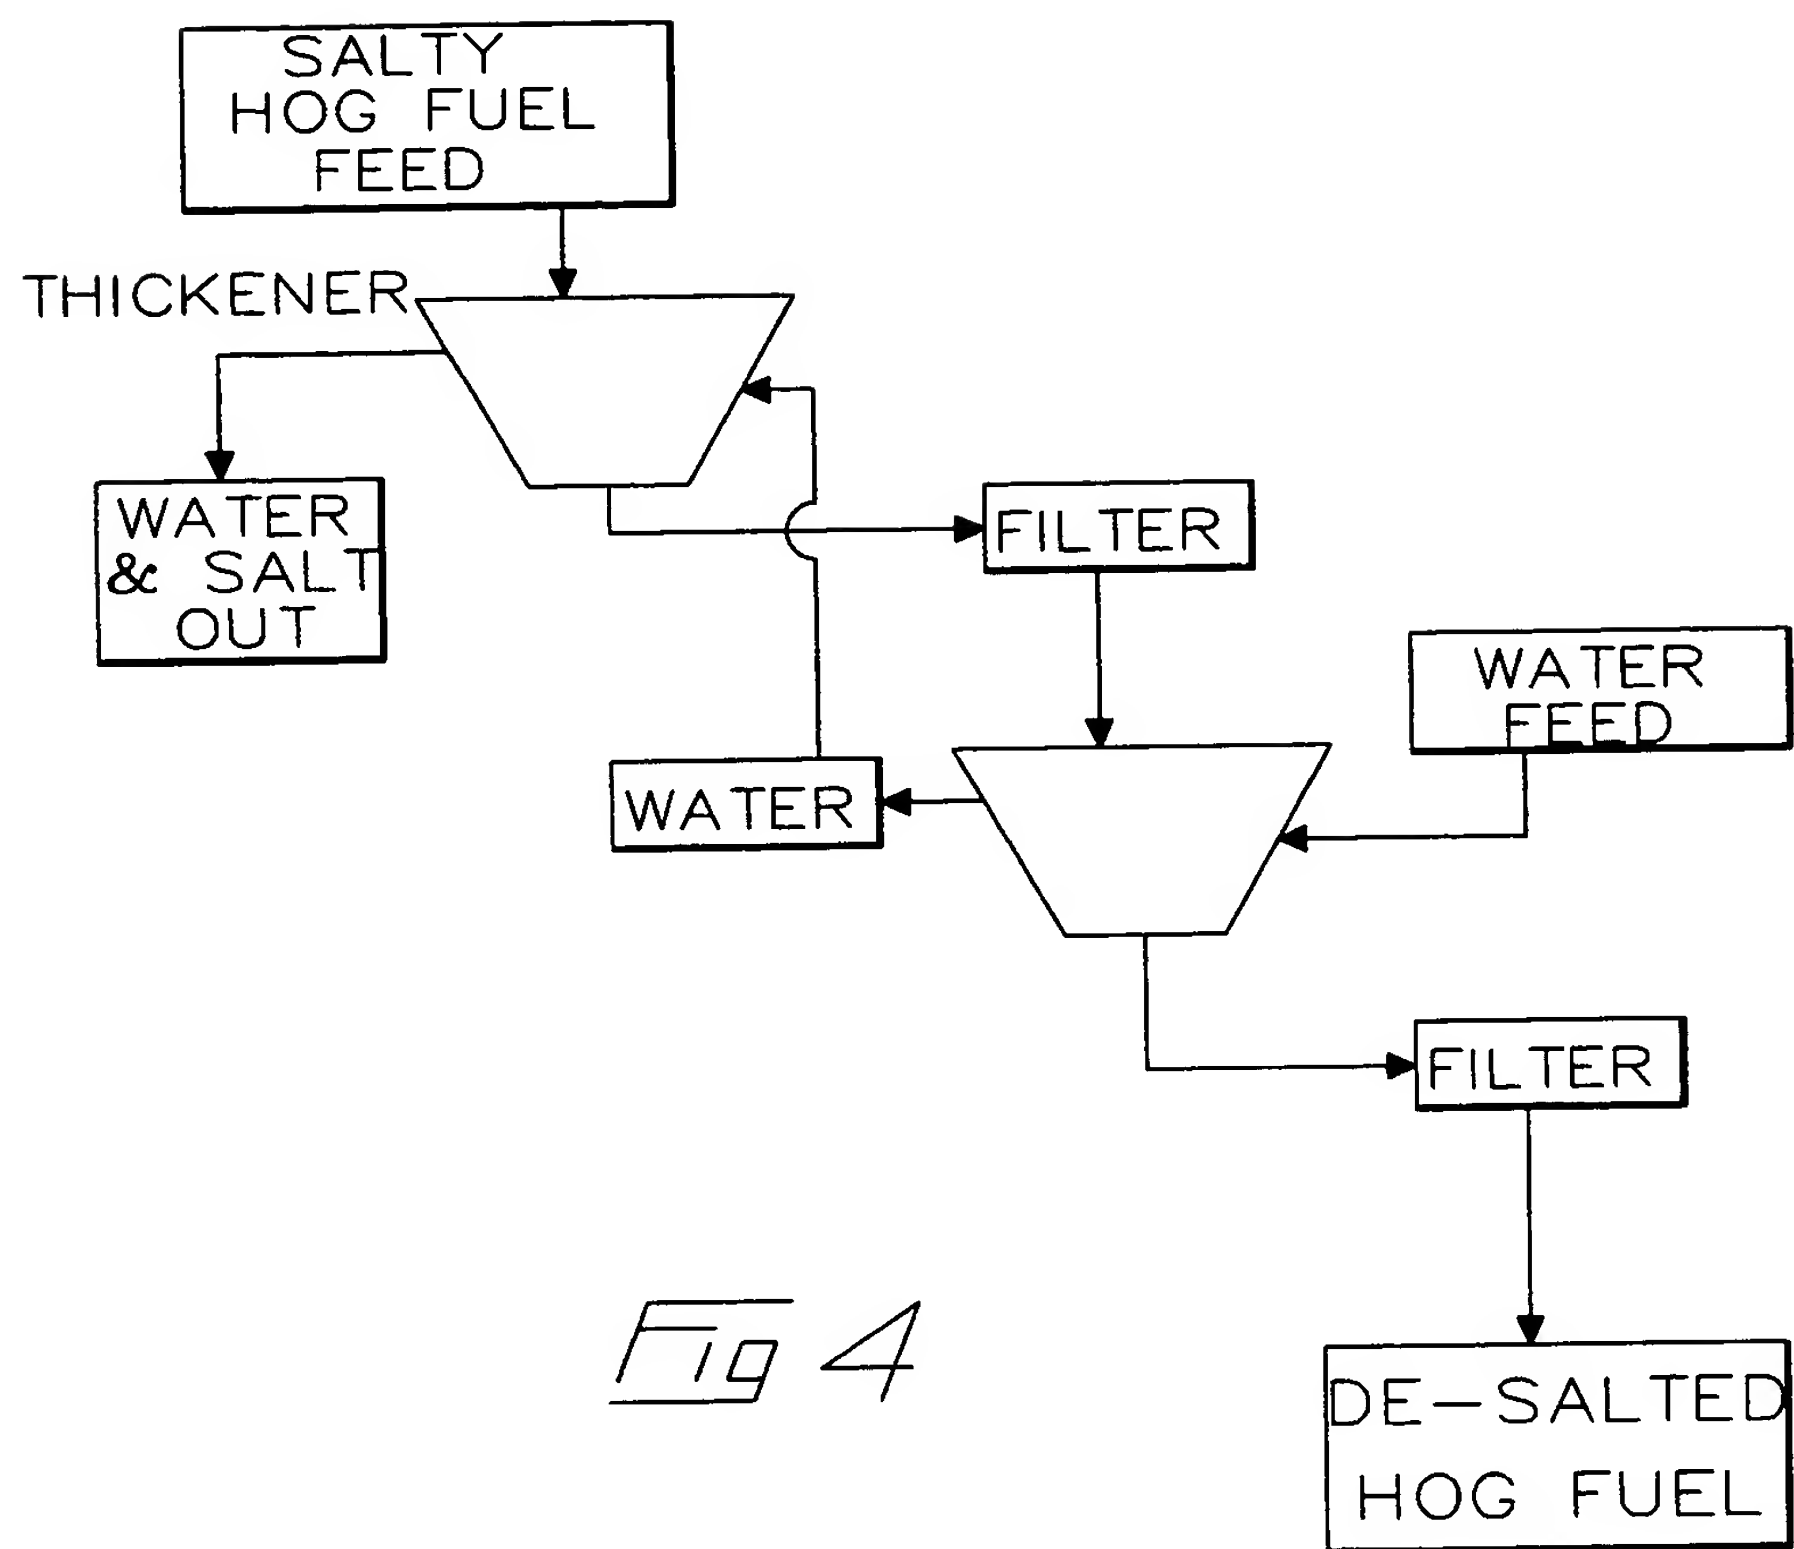 SALTY
HOG FUEL
FEED
THICKENER
WATER
& SALT
OUT
FILTER
WATER
FEED
WATER
FILTER
Fig 4
DE-SALTED
HOG FUEL